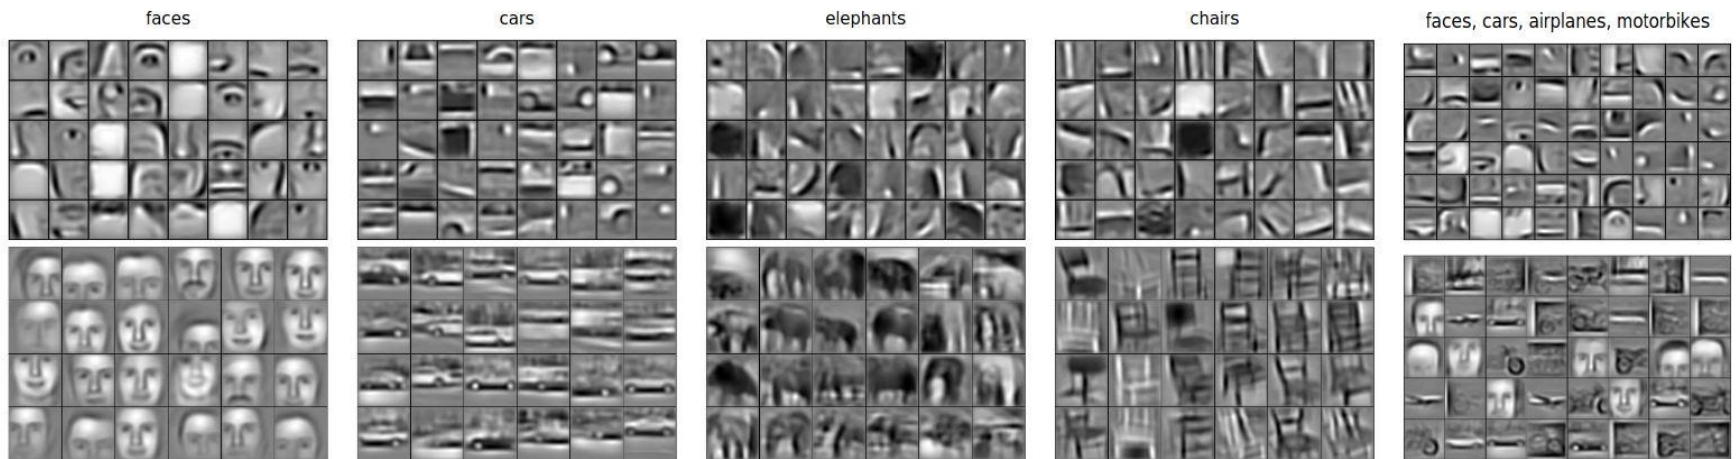 faces
cars
elephants
chairs
faces, cars, airplanes, motorbikes